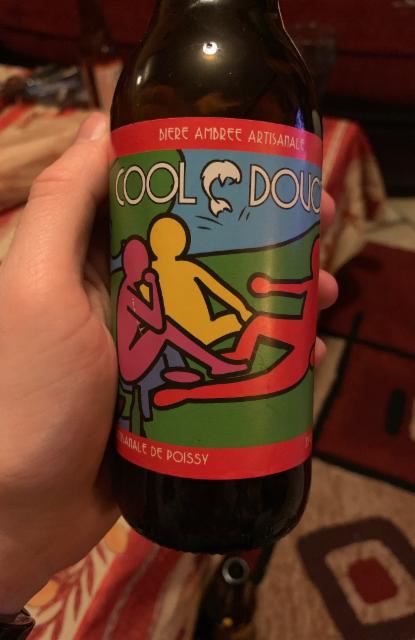 BIERE AMBREE ARTISANALE
COOL DOUC
DE POISSY